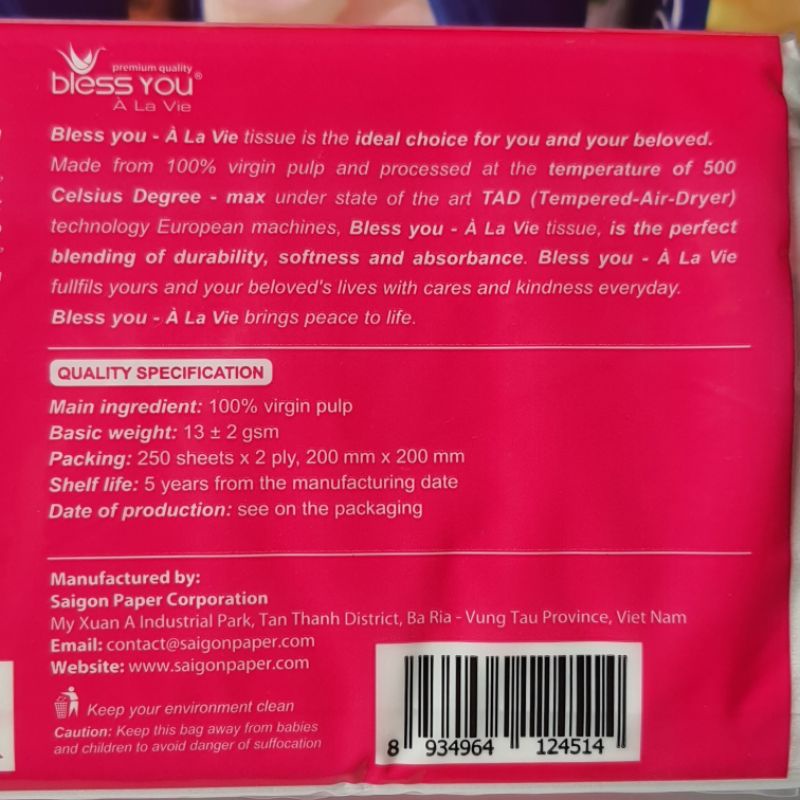 premium quality
bless you®
À La Vie
Bless you - À La Vie tissue is the ideal choice for you and your beloved.
Made from 100% virgin pulp and processed at the temperature of 500
Celsius Degree - max under state of the art TAD (Tempered-Air-Dryer)
technology European machines, Bless you - À La Vie tissue, is the perfect
blending of durability, softness and absorbance. Bless you - À La Vie
fullfils yours and your beloved's lives with cares and kindness everyday.
Bless you - À La Vie brings peace to life.
QUALITY SPECIFICATION
Main ingredient: 100% virgin pulp
Basic weight: 13 ± 2 gsm
Packing: 250 sheets x 2 ply, 200 mm x 200 mm
Shelf life: 5 years from the manufacturing date
Date of production: see on the packaging
Manufactured by:
Saigon Paper Corporation
My Xuan A Industrial Park, Tan Thanh District, Ba Ria - Vung Tau Province, Viet Nam
Email: contact@saigonpaper.com
Website: www.saigonpaper.com
Keep your environment clean
Caution: Keep this bag away from babies
and children to avoid danger of suffocation
8 934964 124514